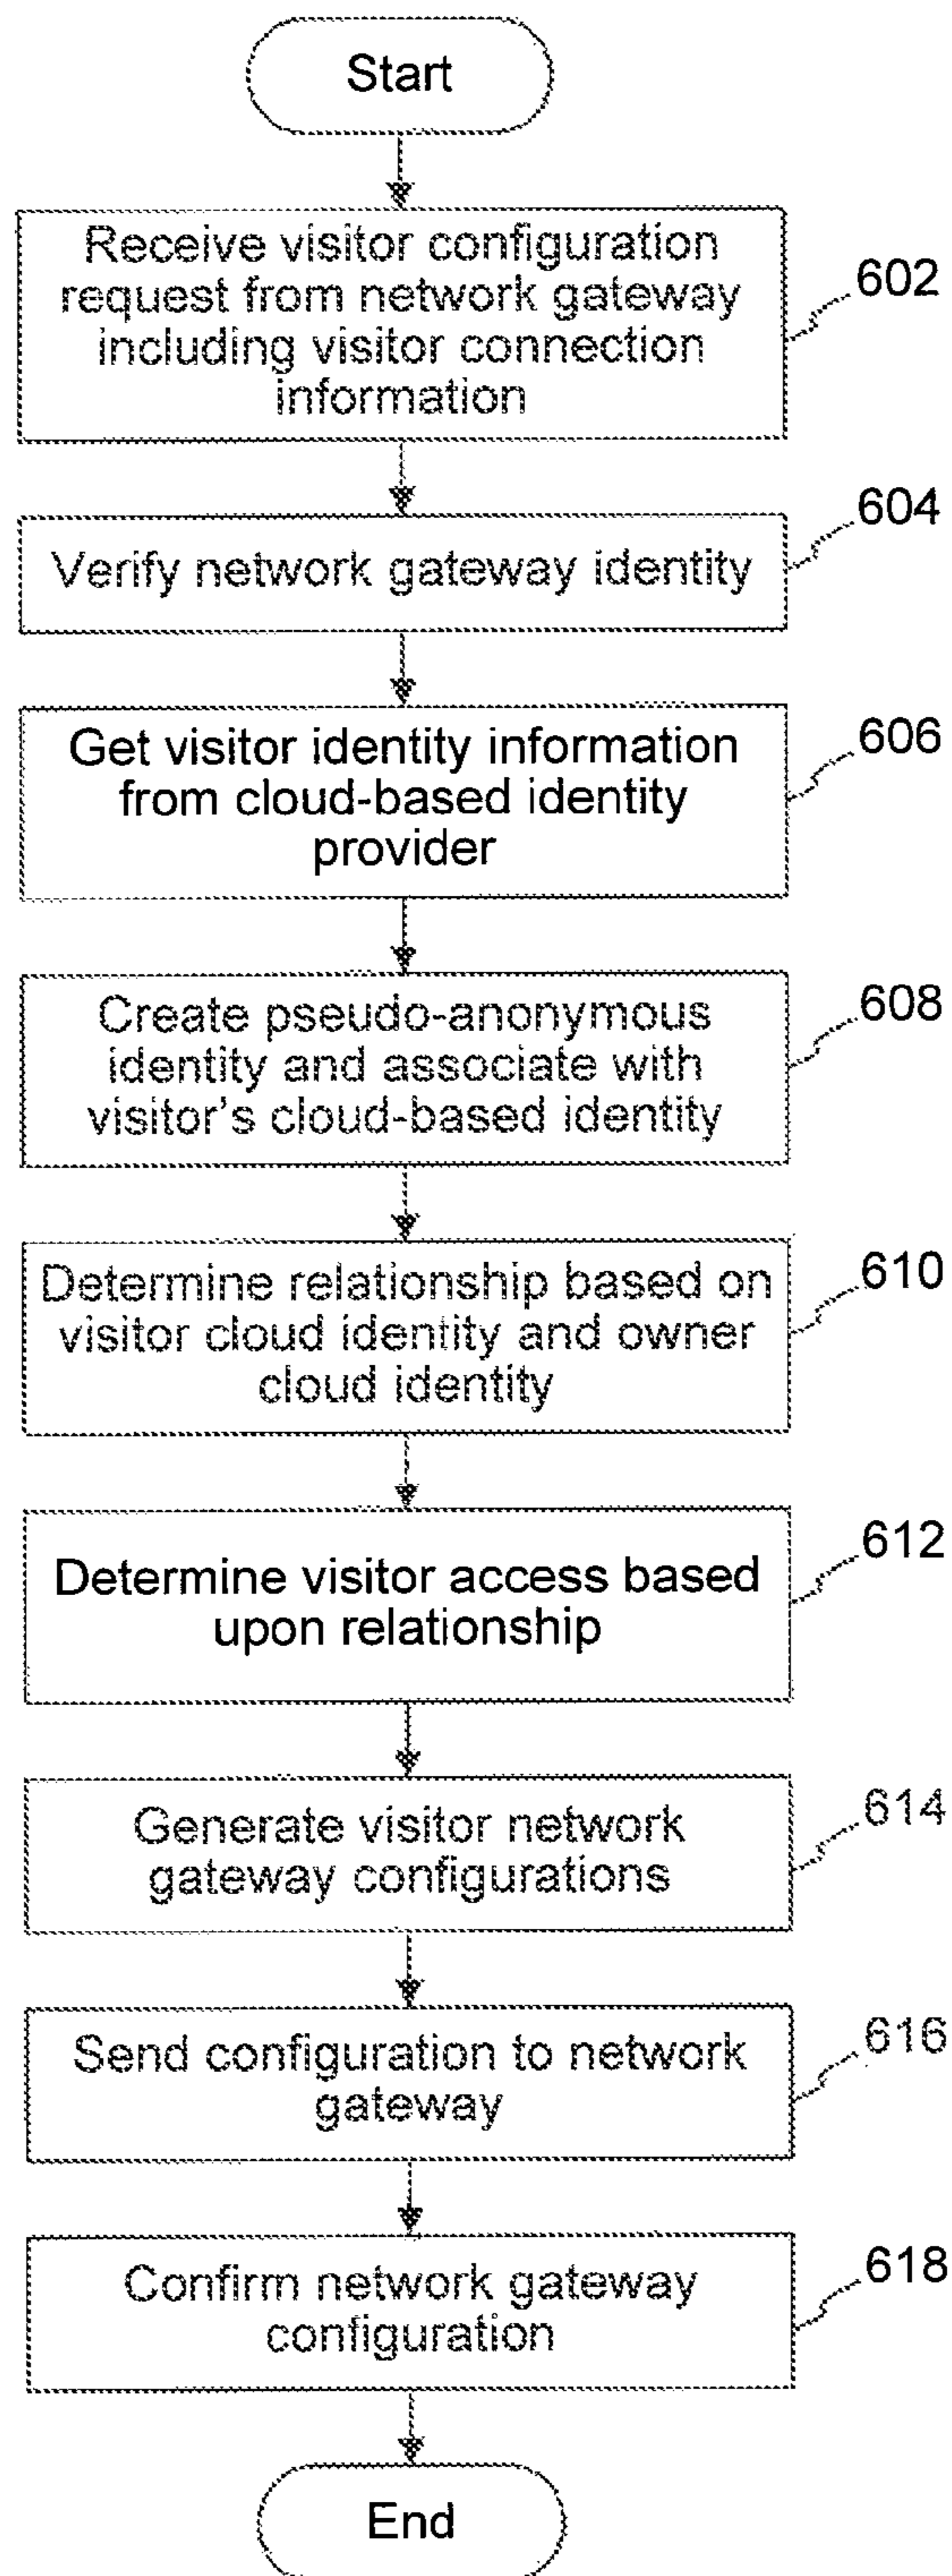 Start
Receive visitor configuration
request from network gateway
including visitor connection
information
602
Verify network gateway identity
604
Get visitor identity information
from cloud-based identity
provider
606
Create pseudo-anonymous
identity and associate with
visitor's cloud-based identity
608
Determine relationship based on
visitor cloud identity and owner
cloud identity
610
Determine visitor access based
upon relationship
612
Generate visitor network
gateway configurations
614
Send configuration to network
gateway
616
Confirm network gateway
configuration
618
End